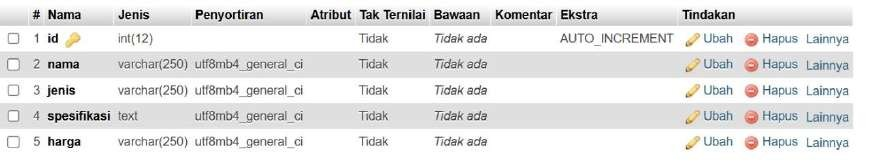 # Nama Jenis Penyortiran Atribut Tak Ternilai Bawaan Komentar Ekstra Tindakan
1 id int(12) Tidak Tidak ada AUTO_INCREMENT Ubah Hapus Lainnya
2 nama varchar(250) utf8mb4_general_ci Tidak Tidak ada Ubah Hapus Lainnya
3 jenis varchar(250) utf8mb4_general_ci Tidak Tidak ada Ubah Hapus Lainnya
4 spesifikasi text utf8mb4_general_ci Tidak Tidak ada Ubah Hapus Lainnya
5 harga varchar(250) utf8mb4_general_ci Tidak Tidak ada Ubah Hapus Lainnya